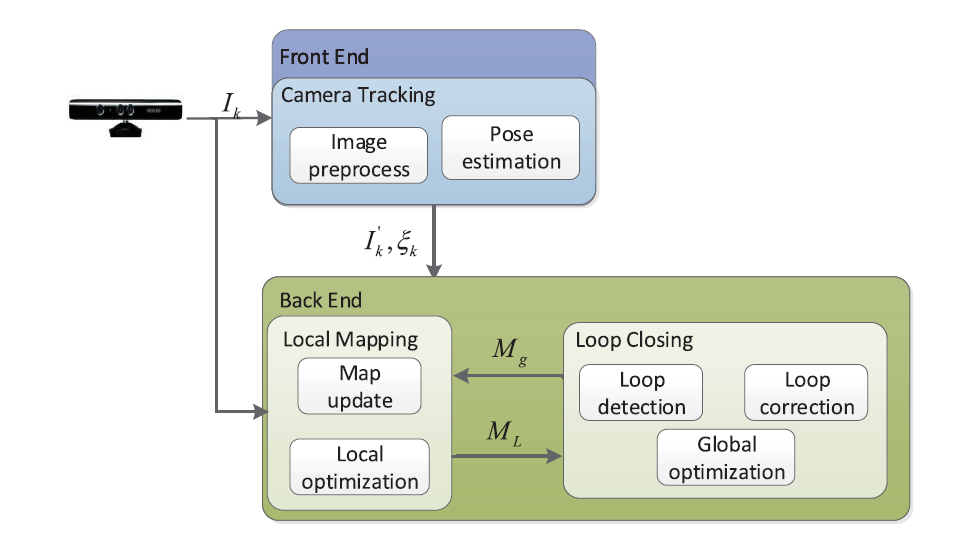 Front End
Camera Tracking
I_k
Image
preprocess
Pose
estimation
I'_k, ξ_k
Back End
Local Mapping
Map
update
Local
optimization
M_g
M_L
Loop Closing
Loop
detection
Loop
correction
Global
optimization